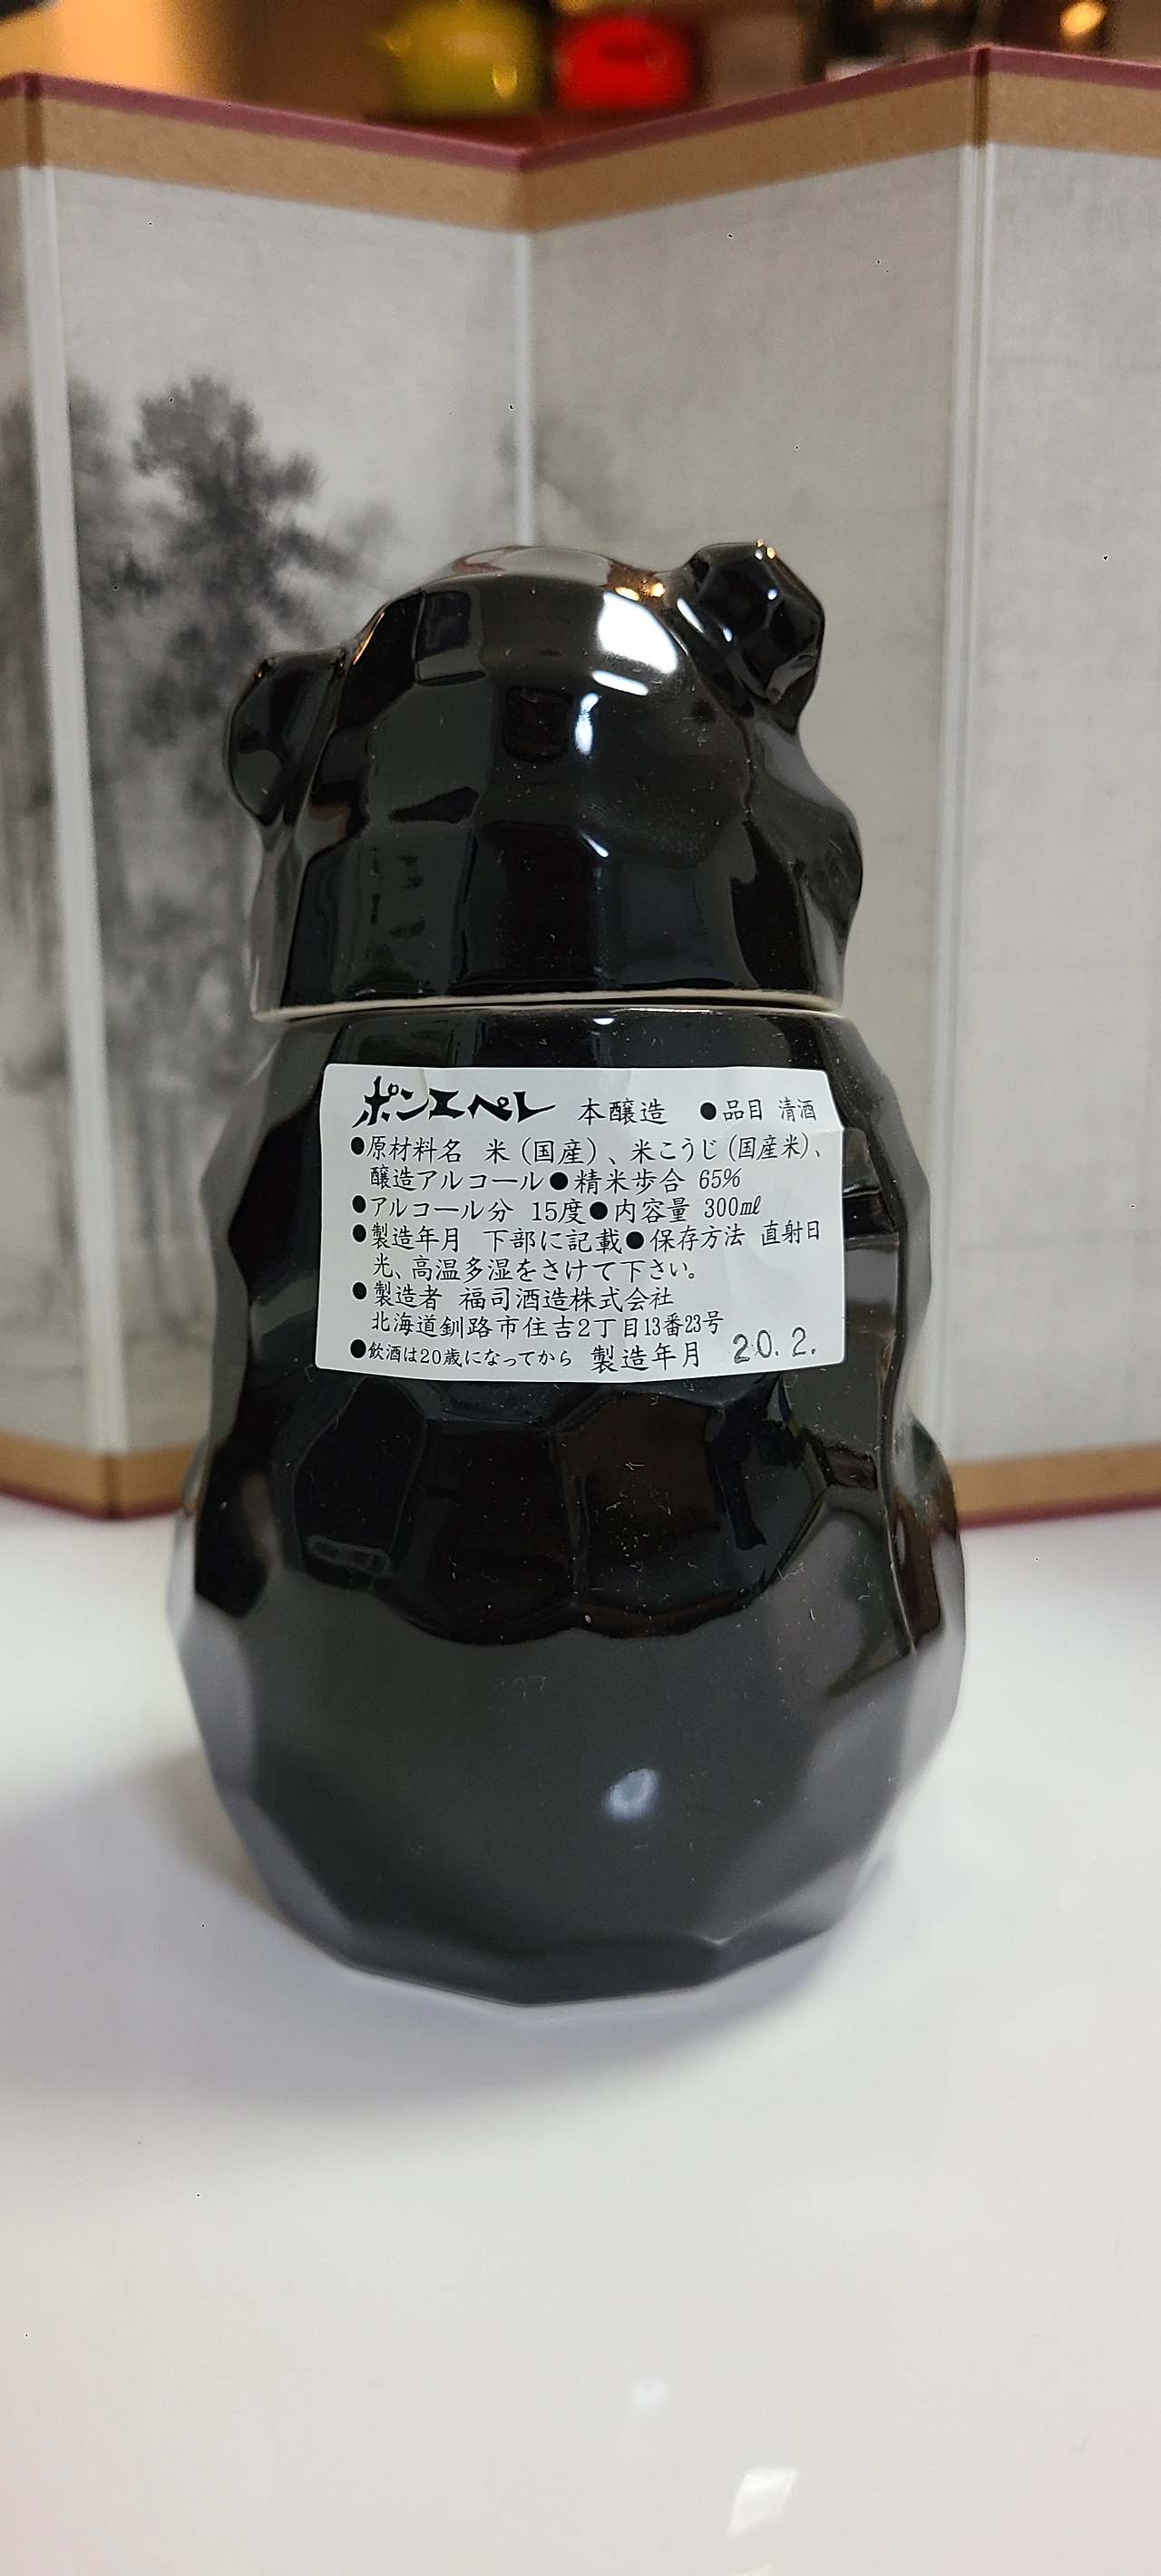 ポンエペレ 本醸造 ●品目 清酒
●原材料名 米(国産)、米こうじ(国産米)、
醸造アルコール●精米歩合 65%
●アルコール分 15度●内容量 300㎖
●製造年月 下部に記載●保存方法 直射日
光、高温多湿をさけて下さい。
●製造者 福司酒造株式会社
北海道釧路市住吉2丁目13番23号
●飲酒は20歳になってから 製造年月 20.2.